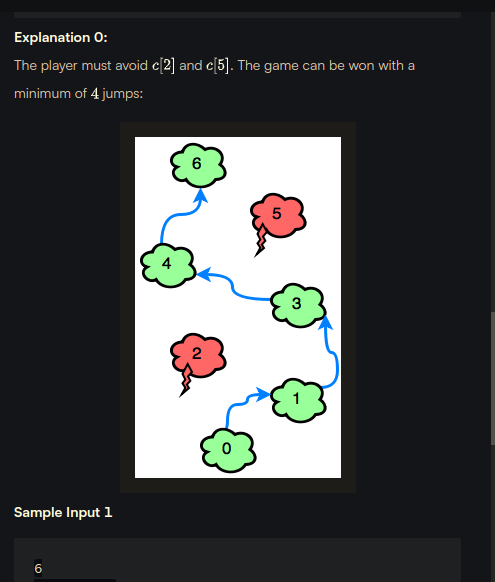 Explanation 0:
The player must avoid c[2] and c[5]. The game can be won with a
minimum of 4 jumps:
6
5
4
3
2
1
0
Sample Input 1
6